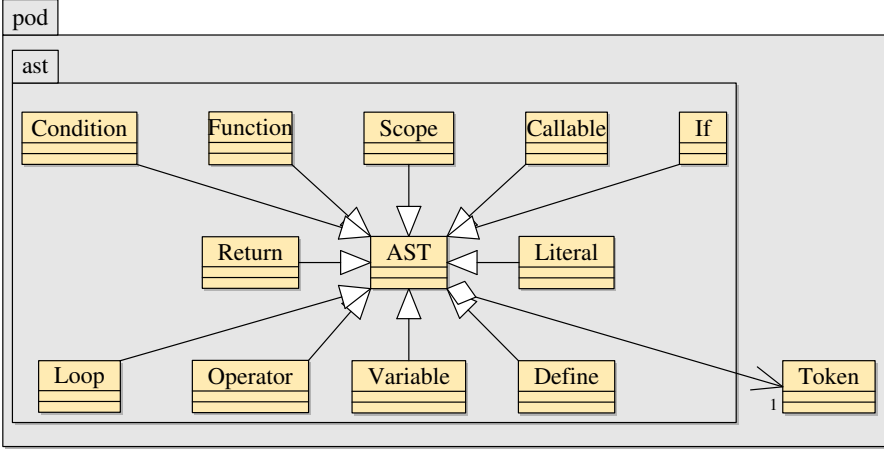 pod
ast
Condition
Function
Scope
Callable
If
Return
AST
Literal
Loop
Operator
Variable
Define
Token
1